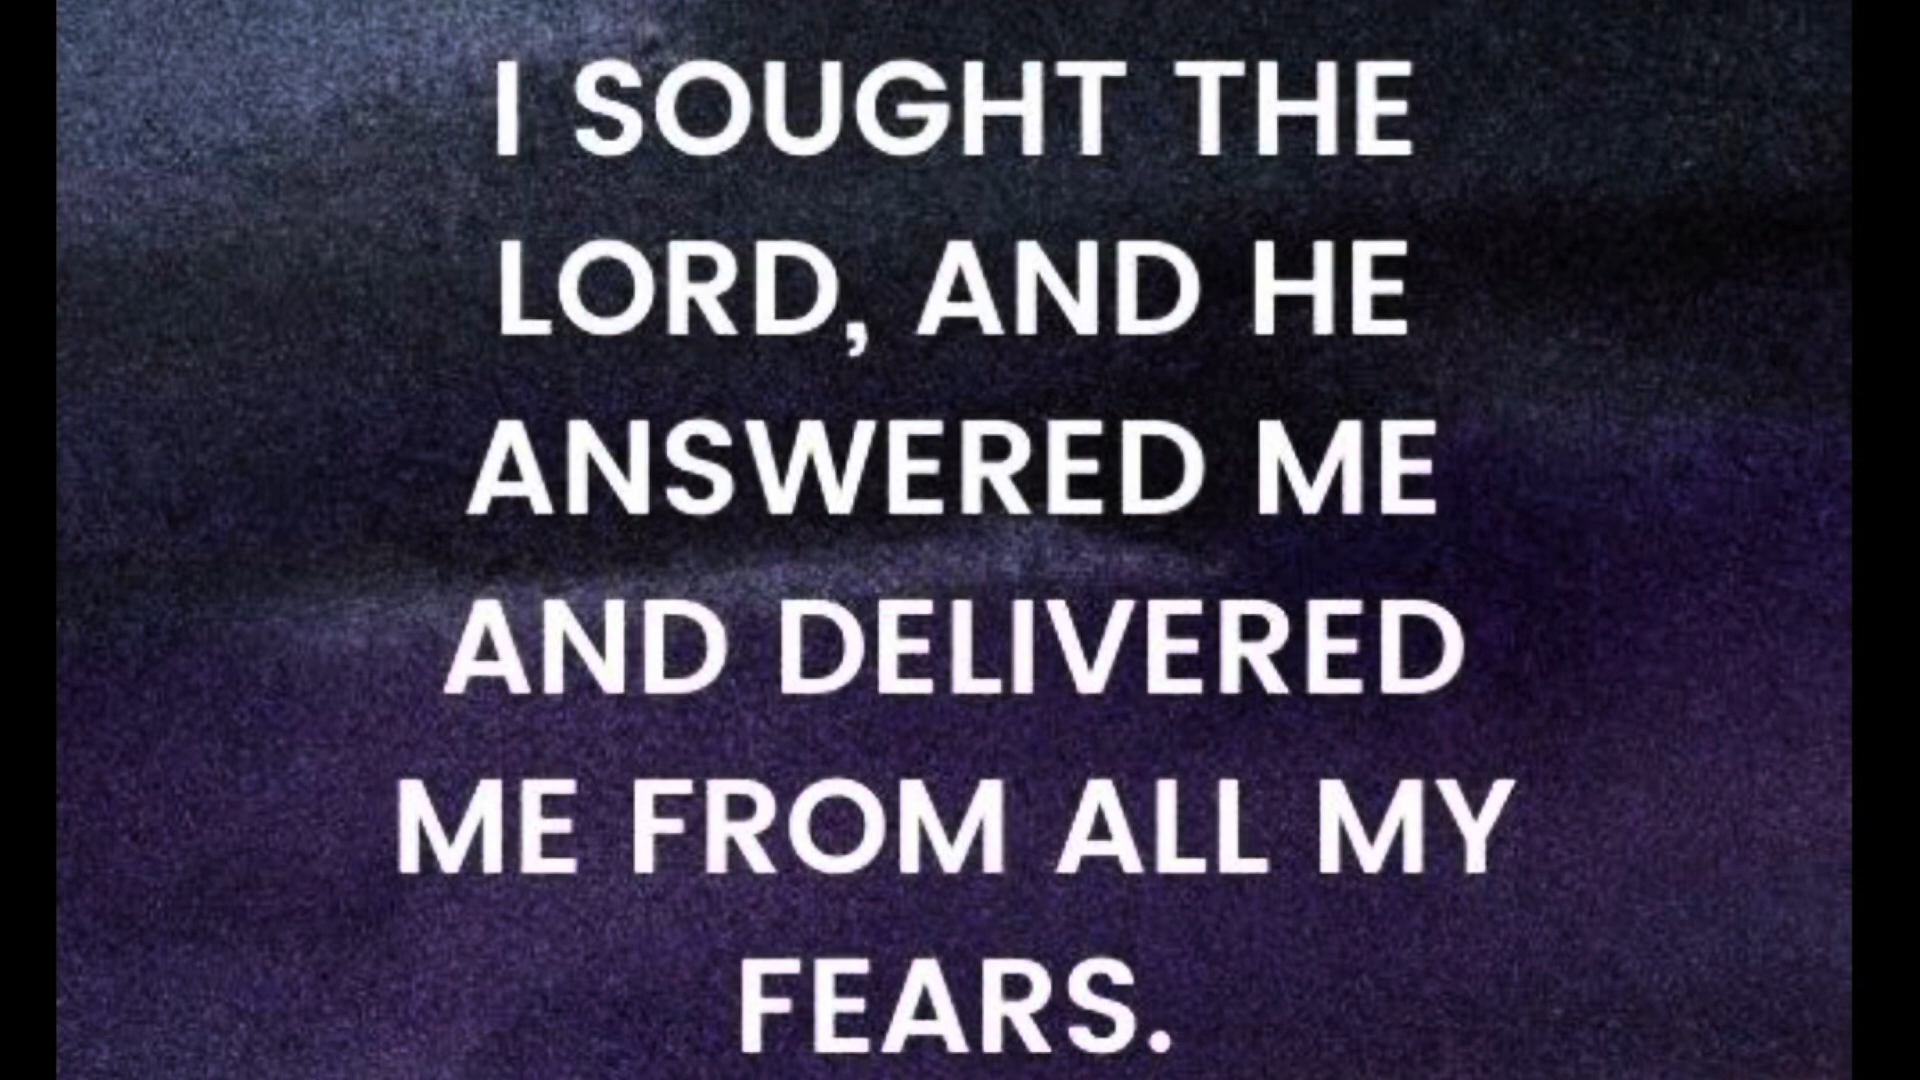 I SOUGHT THE
LORD, AND HE
ANSWERED ME
AND DELIVERED
ME FROM ALL MY
FEARS.